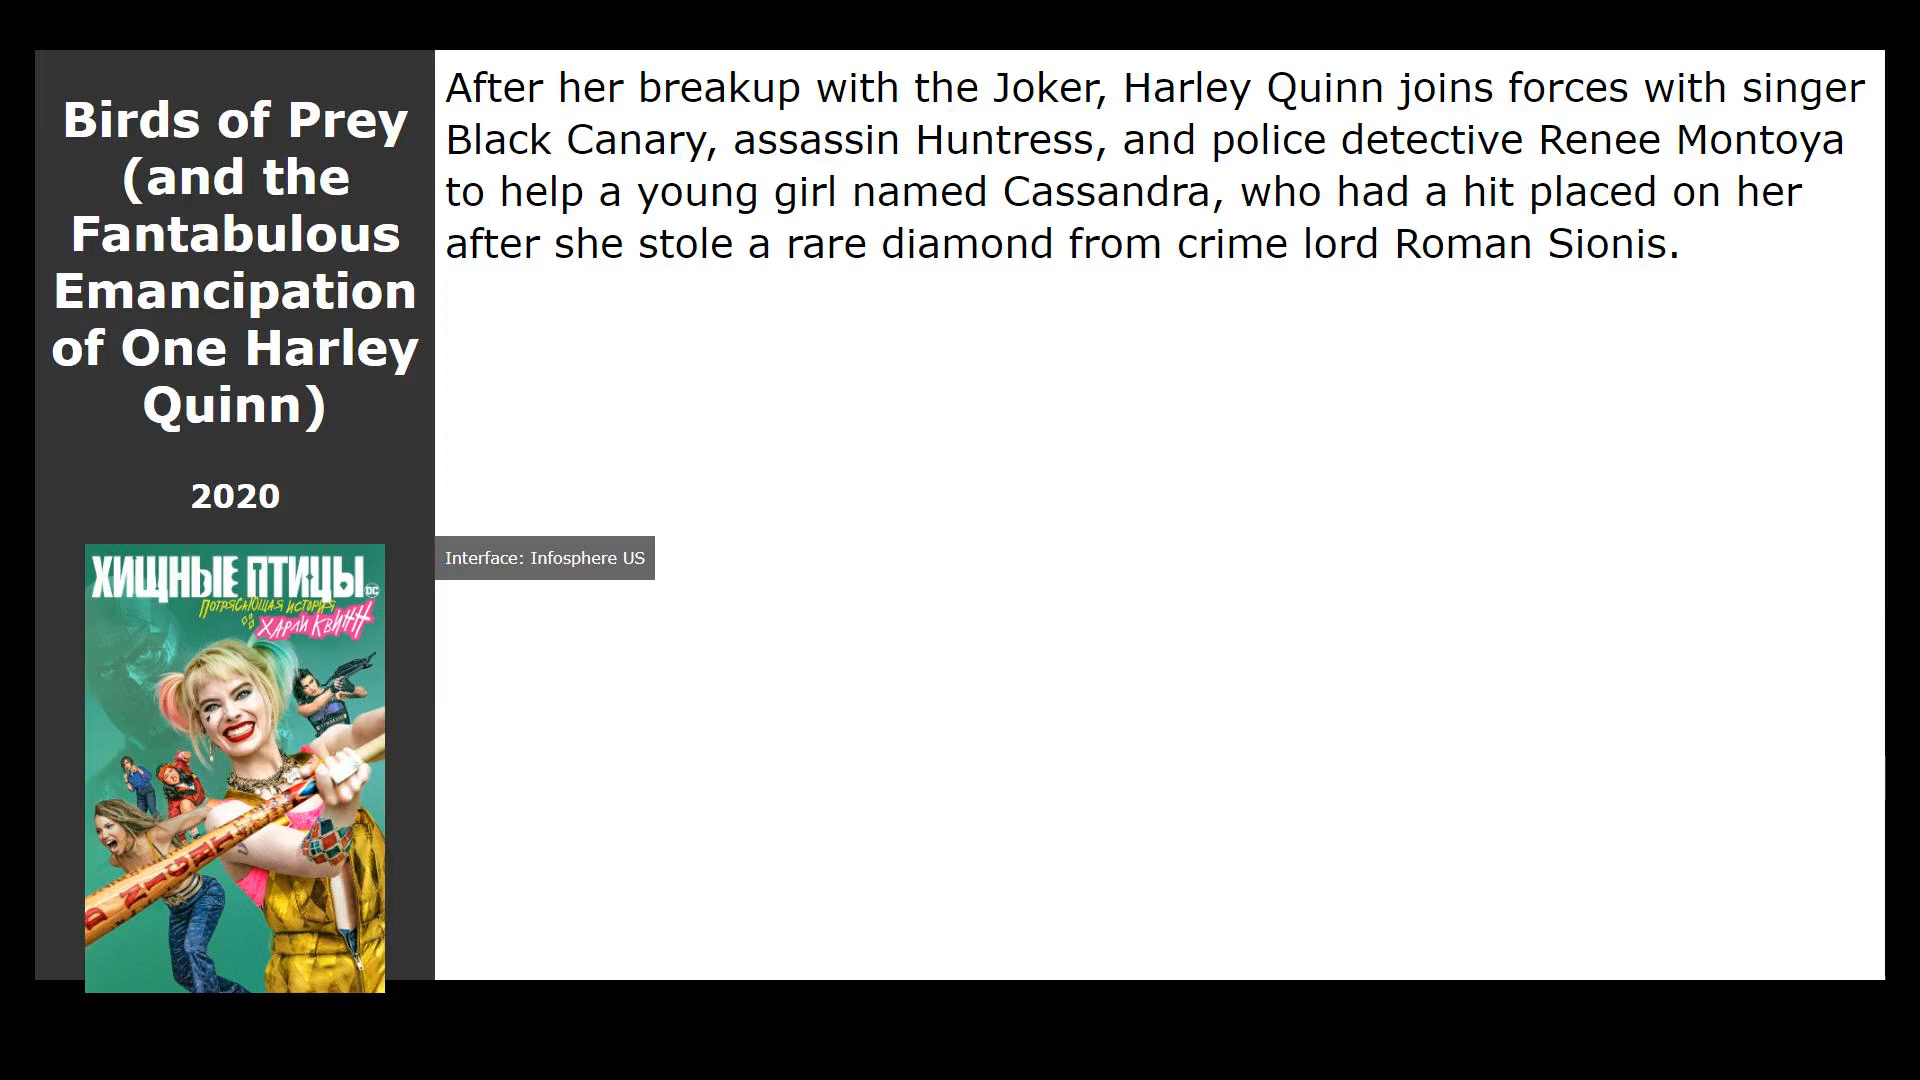 Birds of Prey
(and the
Fantabulous
Emancipation
of One Harley
Quinn)
2020
ХИЩНЫЕ ПТИЦЫ
DC
ПОТРЯСАЮЩАЯ ИСТОРИЯ
ХАРЛИ КВИНН
After her breakup with the Joker, Harley Quinn joins forces with singer
Black Canary, assassin Huntress, and police detective Renee Montoya
to help a young girl named Cassandra, who had a hit placed on her
after she stole a rare diamond from crime lord Roman Sionis.
Interface: Infosphere US